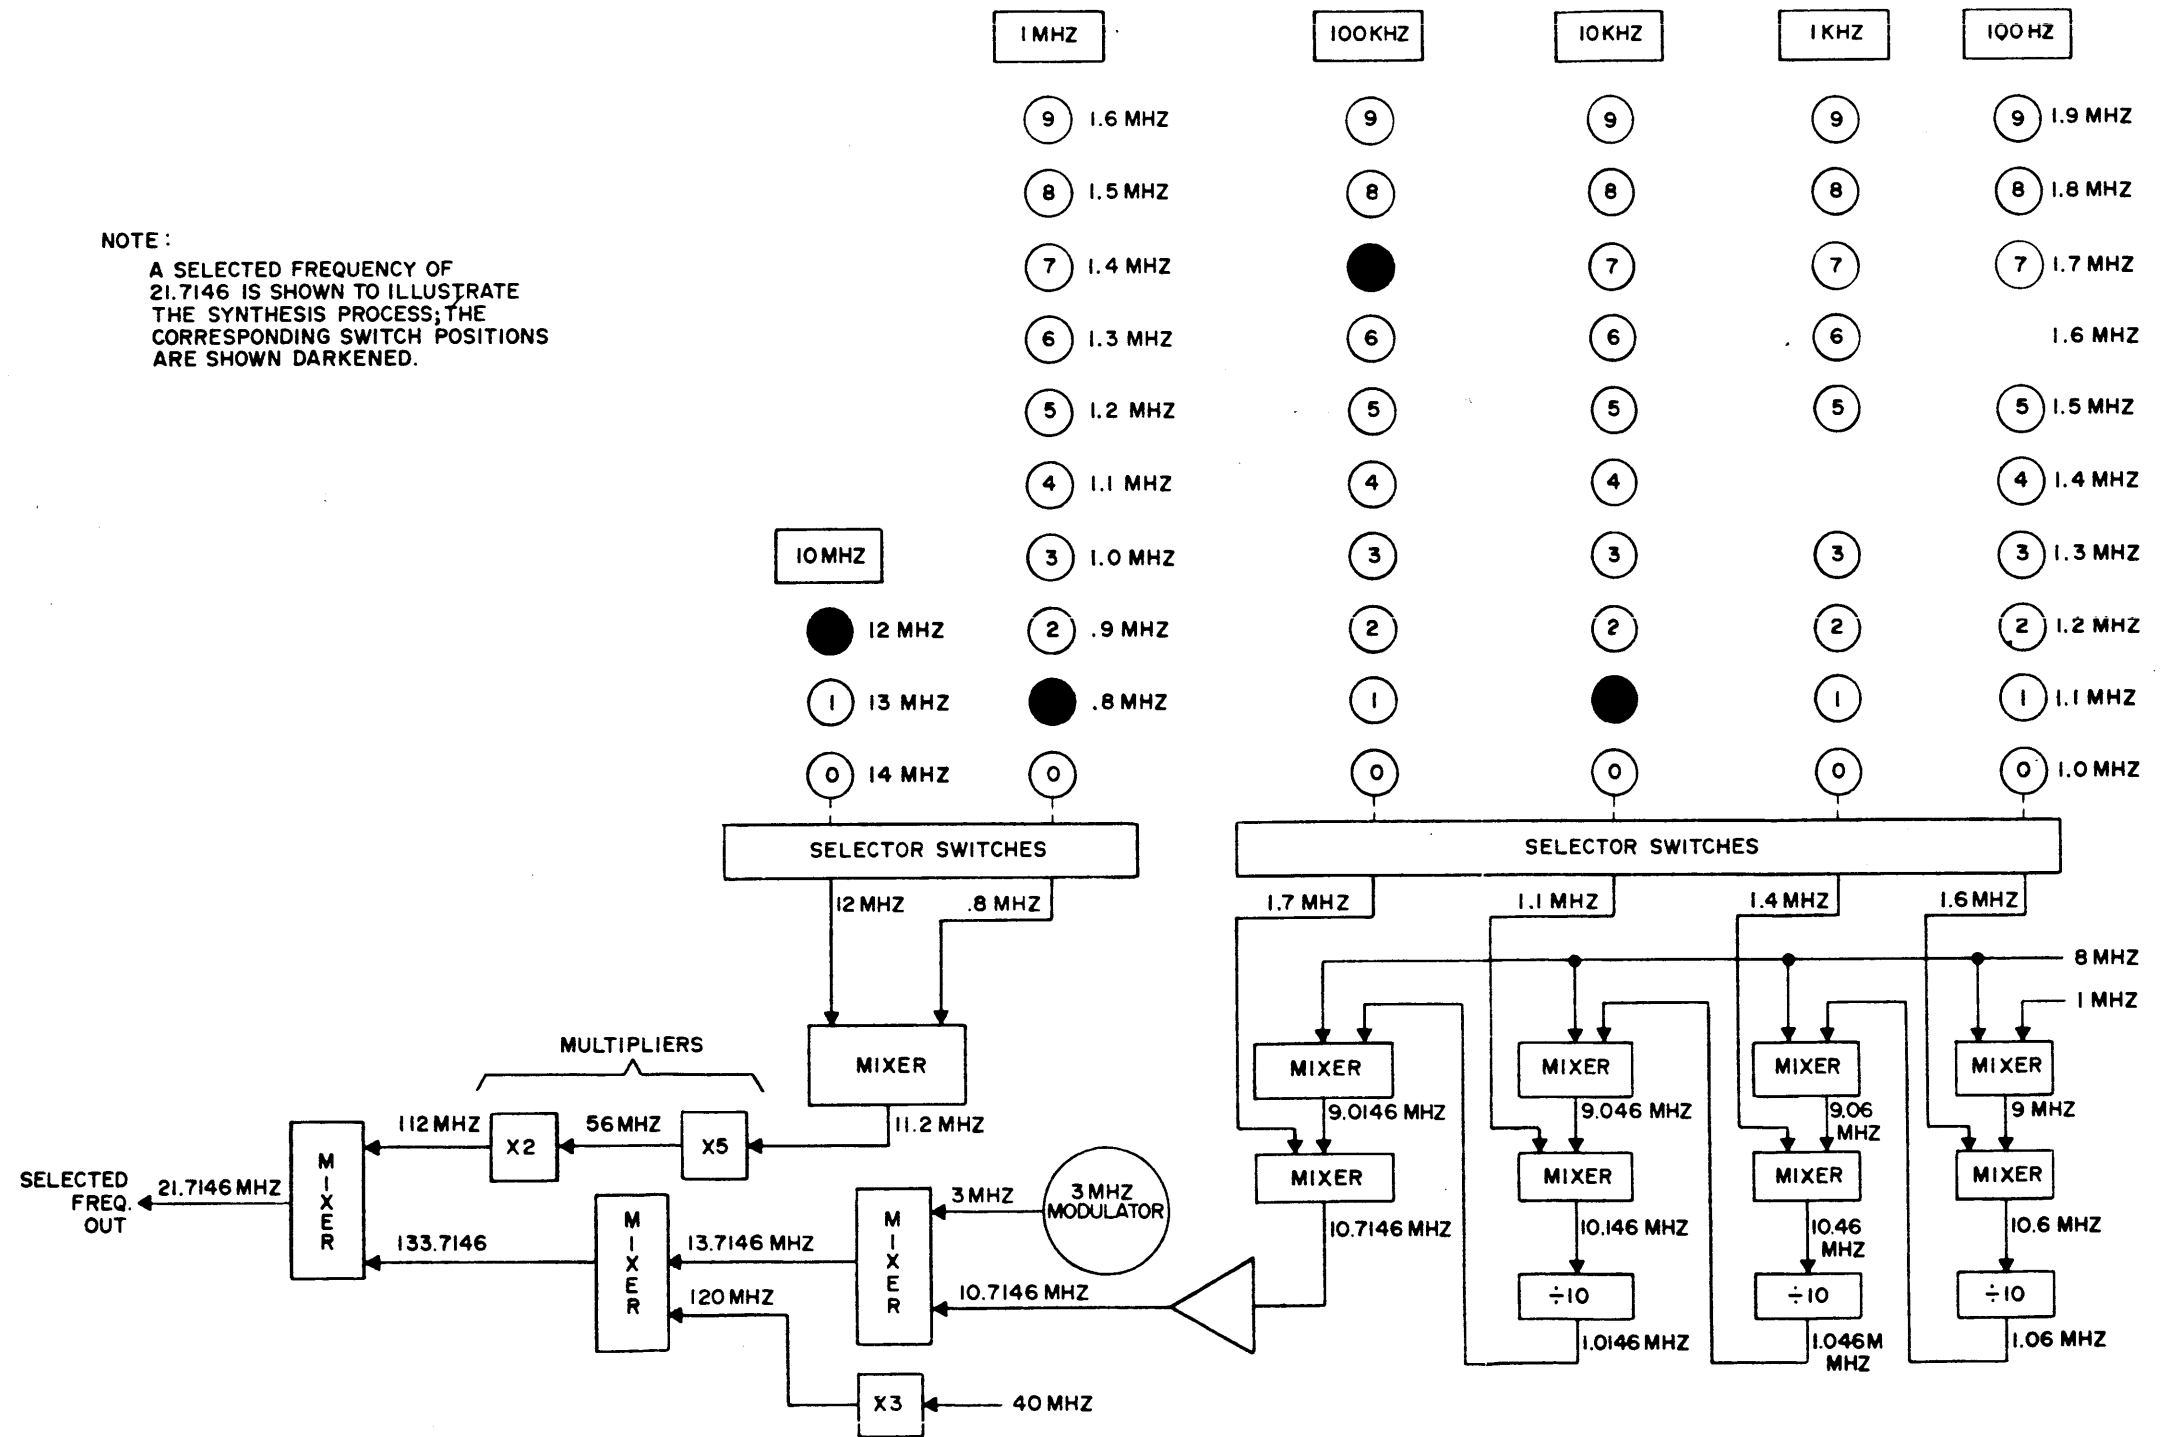 1 MHZ
100KHZ
10KHZ
1 KHZ
100 HZ
9 1.6 MHZ
9
9
9
9 1.9 MHZ
8 1.5 MHZ
8
8
8
8 1.8 MHZ
NOTE:
A SELECTED FREQUENCY OF
21.7146 IS SHOWN TO ILLUSTRATE
THE SYNTHESIS PROCESS; THE
CORRESPONDING SWITCH POSITIONS
ARE SHOWN DARKENED.
7 1.4 MHZ
7
7
7 1.7 MHZ
6 1.3 MHZ
6
6
6
1.6 MHZ
5 1.2 MHZ
5
5
5
5 1.5 MHZ
4 1.1 MHZ
4
4
4 1.4 MHZ
10MHZ
3 1.0 MHZ
3
3
3
3 1.3 MHZ
12 MHZ
2 .9 MHZ
2
2
2
2 1.2 MHZ
1 13 MHZ
.8 MHZ
1
1
1 1.1 MHZ
0 14 MHZ
0
0
0
0
0 1.0 MHZ
SELECTOR SWITCHES
SELECTOR SWITCHES
12 MHZ
.8 MHZ
1.7 MHZ
1.1 MHZ
1.4 MHZ
1.6 MHZ
8 MHZ
1 MHZ
MIXER
MIXER
MIXER
MIXER
MIXER
MULTIPLIERS
9.0146 MHZ
9.046 MHZ
9.06
MHZ
9 MHZ
112 MHZ
X2
56 MHZ
X5
11.2 MHZ
MIXER
MIXER
MIXER
MIXER
MIXER
SELECTED
FREQ.
OUT
21.7146 MHZ
133.7146
MIXER
13.7146 MHZ
120 MHZ
MIXER
3 MHZ
3 MHZ
MODULATOR
10.7146 MHZ
10.7146 MHZ
10.146 MHZ
10.46
MHZ
10.6 MHZ
÷10
÷10
÷10
1.0146 MHZ
1.046M
MHZ
1.06 MHZ
X3
40 MHZ